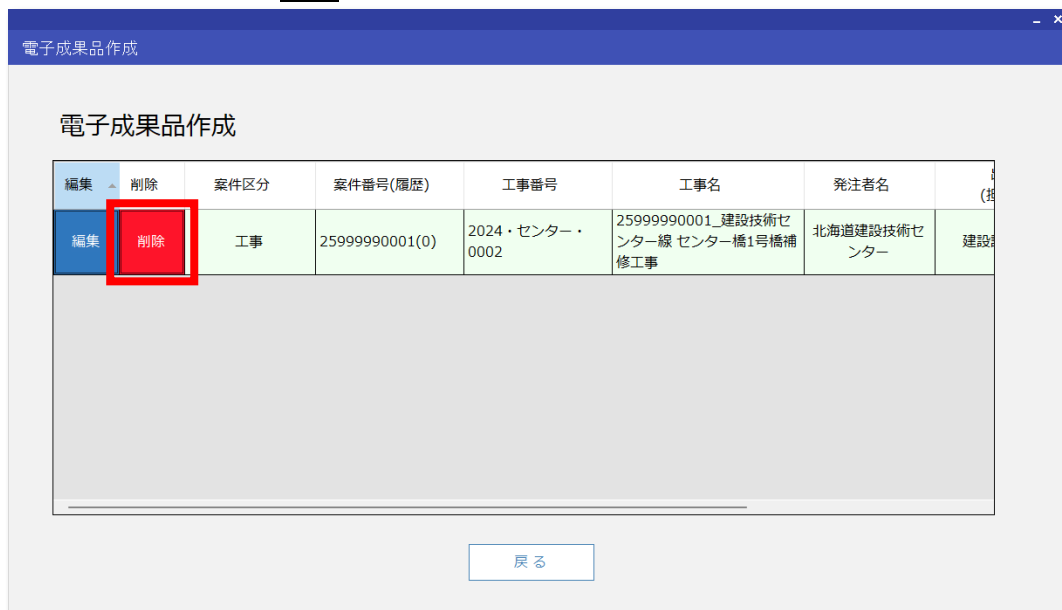 電子成果品作成
電子成果品作成
編集 削除 案件区分 案件番号(履歴) 工事番号 工事名 発注者名
編集 削除 工事 25999990001(0) 2024・センター・
0002 25999990001_建設技術セ
ンター線 センター橋1号橋補
修工事 北海道建設技術セ
ンター 建設
戻る